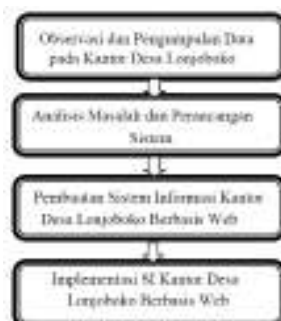 Observasi dan Pengumpulan Data
pada Kantor Desa Lonjoboko
Analisis Masalah dan Perancangan
Sistem
Pembuatan Sistem Informasi Kantor
Desa Lonjoboko Berbasis Web
Implementasi SI Kantor Desa
Lonjoboko Berbasis Web